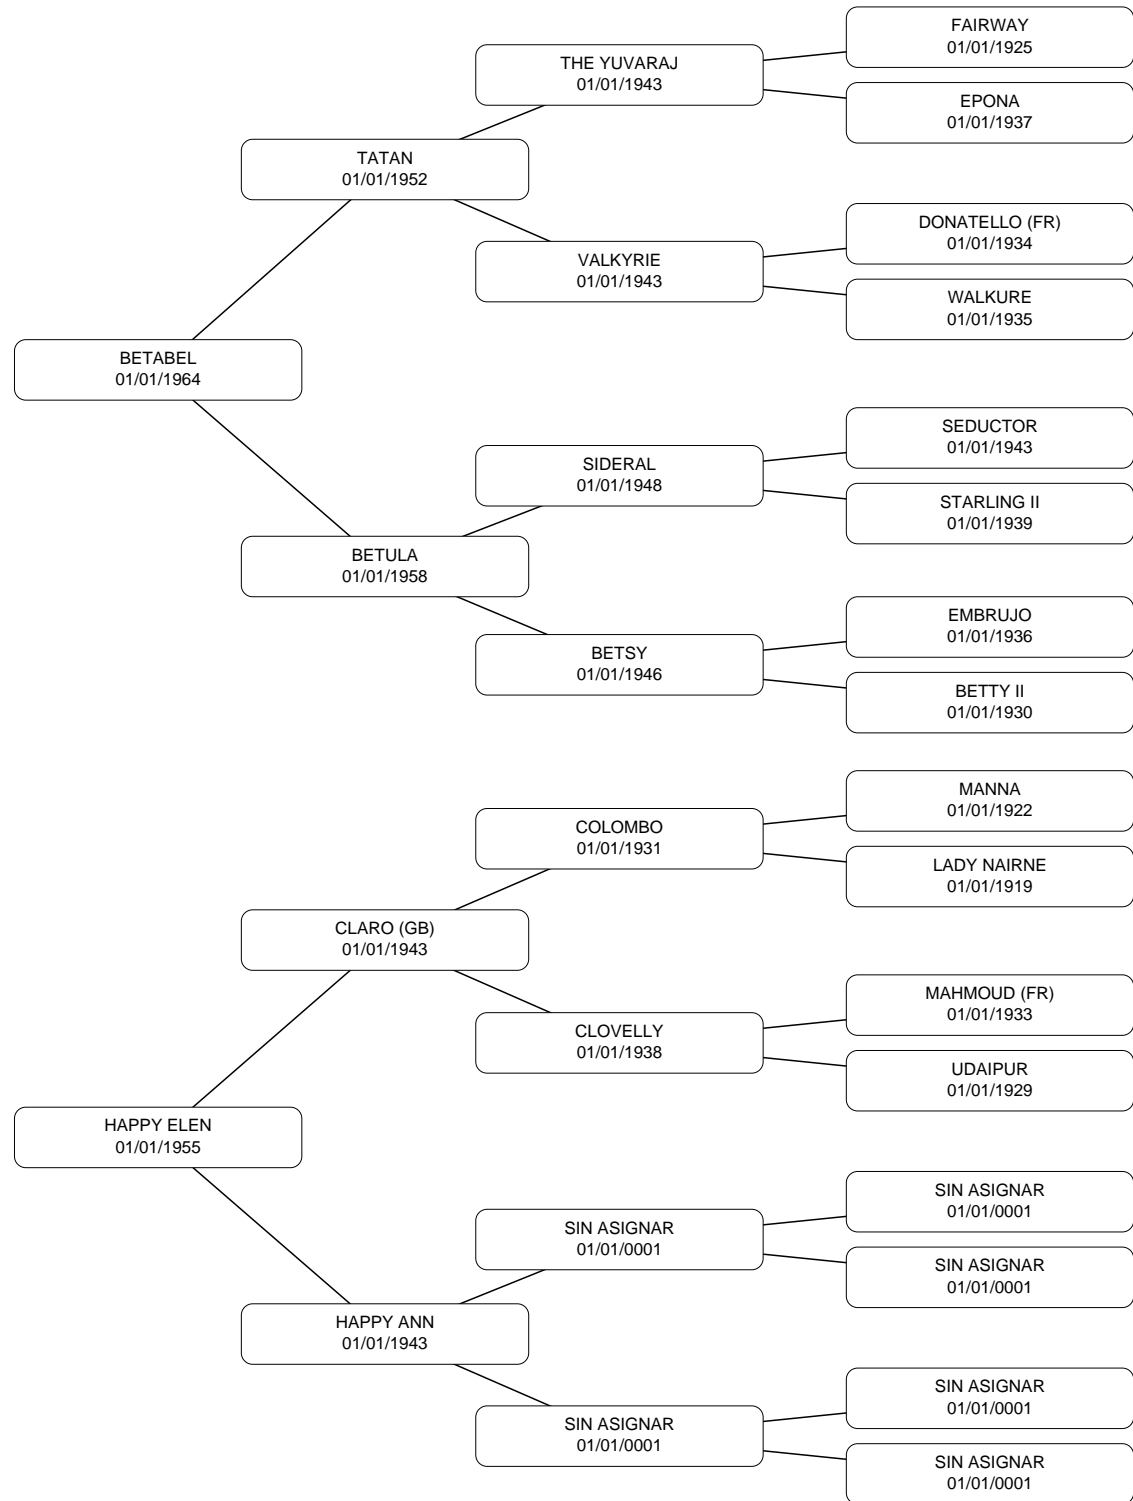 FAIRWAY
01/01/1925
THE YUVARAJ
01/01/1943
EPONA
01/01/1937
TATAN
01/01/1952
DONATELLO (FR)
01/01/1934
VALKYRIE
01/01/1943
WALKURE
01/01/1935
BETABEL
01/01/1964
SEDUCTOR
01/01/1943
SIDERAL
01/01/1948
STARLING II
01/01/1939
BETULA
01/01/1958
EMBRUJO
01/01/1936
BETSY
01/01/1946
BETTY II
01/01/1930
MANNA
01/01/1922
COLOMBO
01/01/1931
LADY NAIRNE
01/01/1919
CLARO (GB)
01/01/1943
MAHMOUD (FR)
01/01/1933
CLOVELLY
01/01/1938
UDAIPUR
01/01/1929
HAPPY ELEN
01/01/1955
SIN ASIGNAR
01/01/0001
SIN ASIGNAR
01/01/0001
SIN ASIGNAR
01/01/0001
HAPPY ANN
01/01/1943
SIN ASIGNAR
01/01/0001
SIN ASIGNAR
01/01/0001
SIN ASIGNAR
01/01/0001